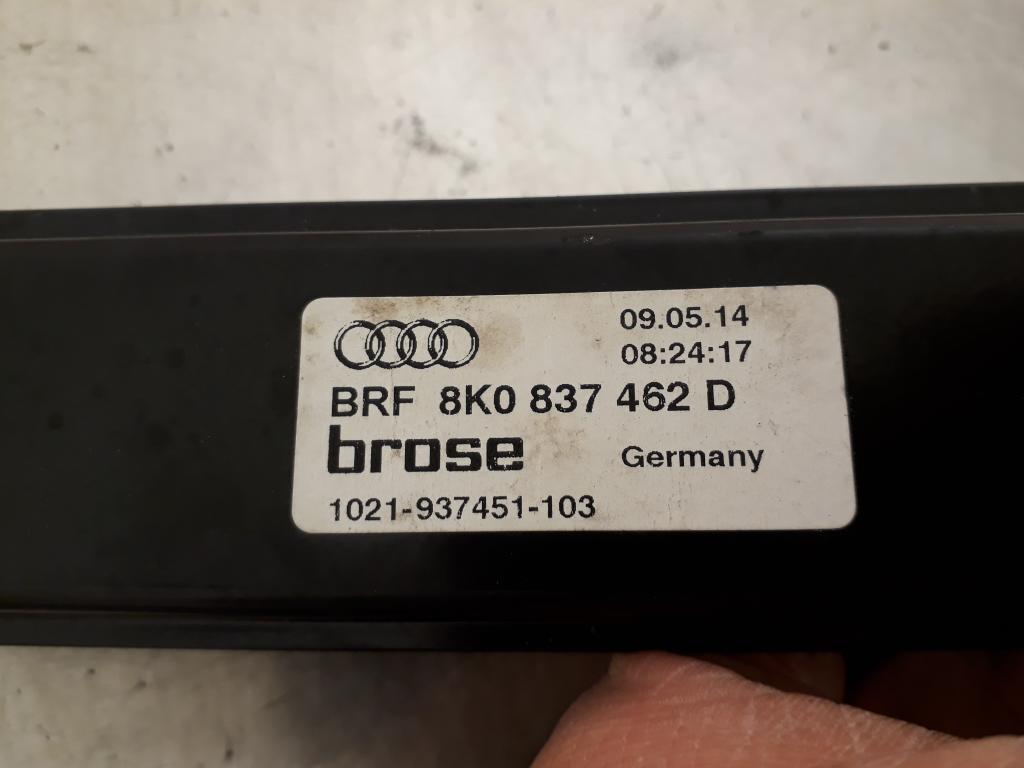 09.05.14
08:24:17
BRF 8K0 837 462 D
brose Germany
1021-937451-103